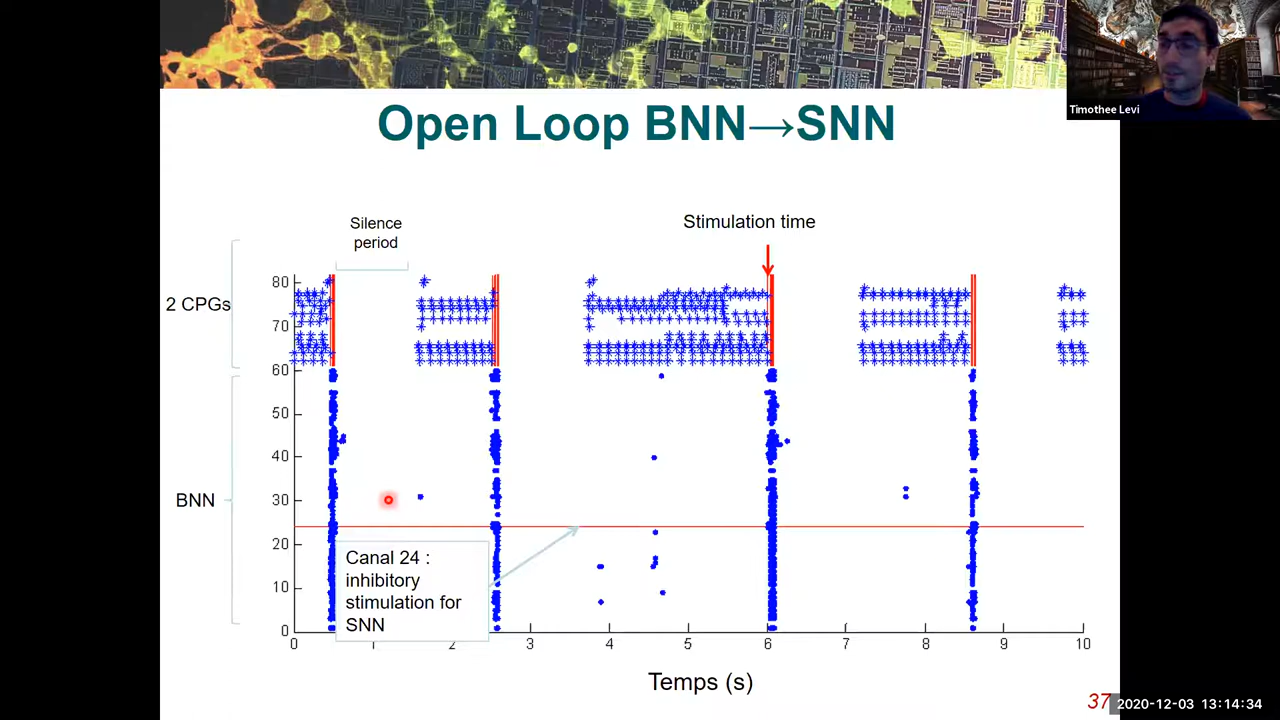 Timothee Levi
Open Loop BNN→SNN
Silence
period
Stimulation time
2 CPGs
80
70
60
50
40
BNN
30
20
10
0
Canal 24 :
inhibitory
stimulation for
SNN
0 2 3 4 5 6 7 8 9 10
Temps (s)
37
2020-12-03 13:14:34